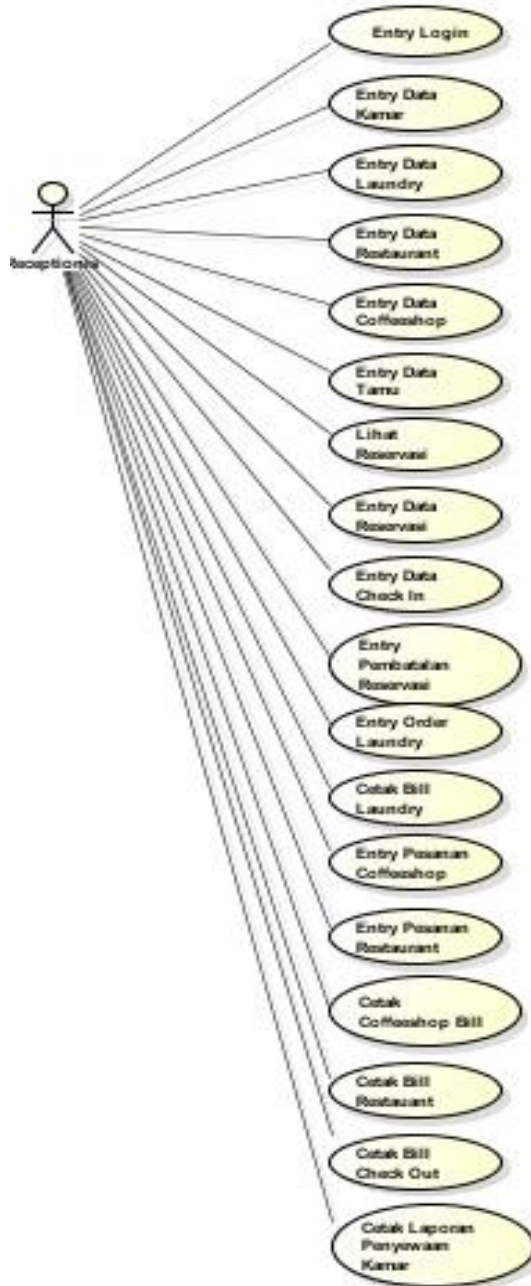 Entry Login
Entry Data
Kamar
Entry Data
Laundry
Entry Data
Restaurant
Entry Data
Coffeeshop
Entry Data
Tamu
Lihat
Reservasi
Entry Data
Reservasi
Entry Data
Check In
Entry
Pembatalan
Reservasi
Entry Order
Laundry
Cetak Bill
Laundry
Entry Pesanan
Coffeeshop
Entry Pesanan
Restaurant
Cetak
Coffeeshop Bill
Cetak Bill
Restauant
Cetak Bill
Check Out
Cetak Laporan
Penyewaan
Kamar